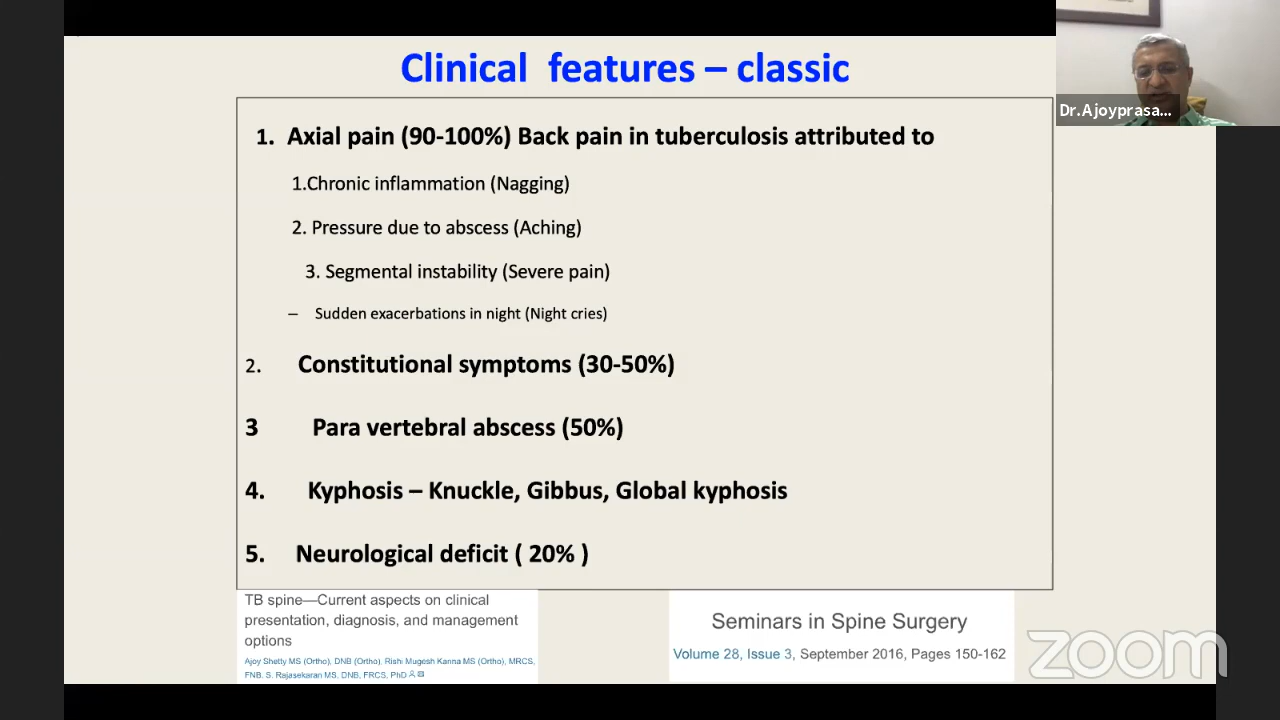 Clinical features – classic
Dr.Ajoyprasa...
1. Axial pain (90-100%) Back pain in tuberculosis attributed to
1.Chronic inflammation (Nagging)
2. Pressure due to abscess (Aching)
3. Segmental instability (Severe pain)
– Sudden exacerbations in night (Night cries)
2. Constitutional symptoms (30-50%)
3 Para vertebral abscess (50%)
4. Kyphosis – Knuckle, Gibbus, Global kyphosis
5. Neurological deficit ( 20% )
TB spine—Current aspects on clinical
presentation, diagnosis, and management
options
Ajoy Shetty MS (Ortho), DNB (Ortho), Rishi Mugesh Kanna MS (Ortho), MRCS,
FNB, S. Rajasekaran MS, DNB, FRCS, PhD
Seminars in Spine Surgery
Volume 28, Issue 3, September 2016, Pages 150-162
zoom